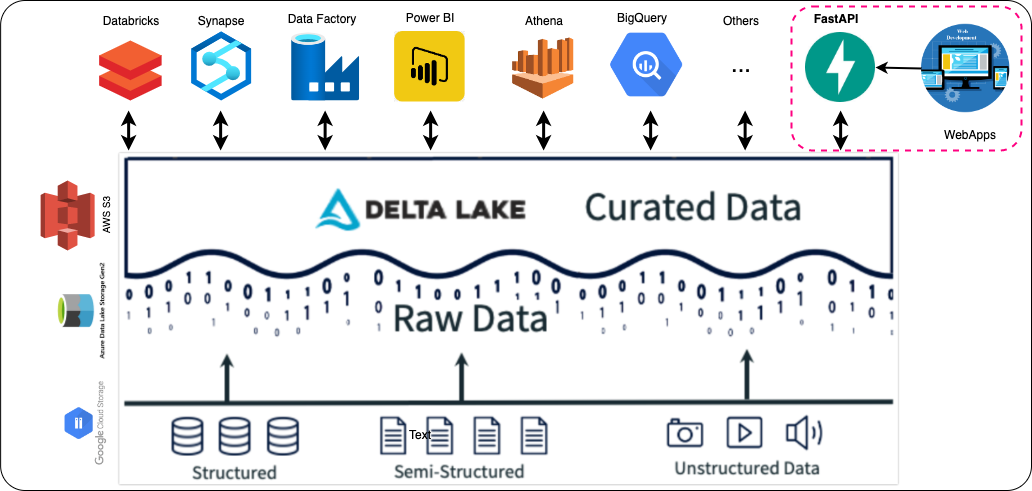 Databricks
Synapse
Data Factory
Power BI
Athena
BigQuery
Others
FastAPI
...
Web
Development
WebApps
AWS S3
DELTA LAKE
Curated Data
Azure Data Lake Storage Gen2
Raw Data
Google Cloud Storage
Text
Structured
Semi-Structured
Unstructured Data